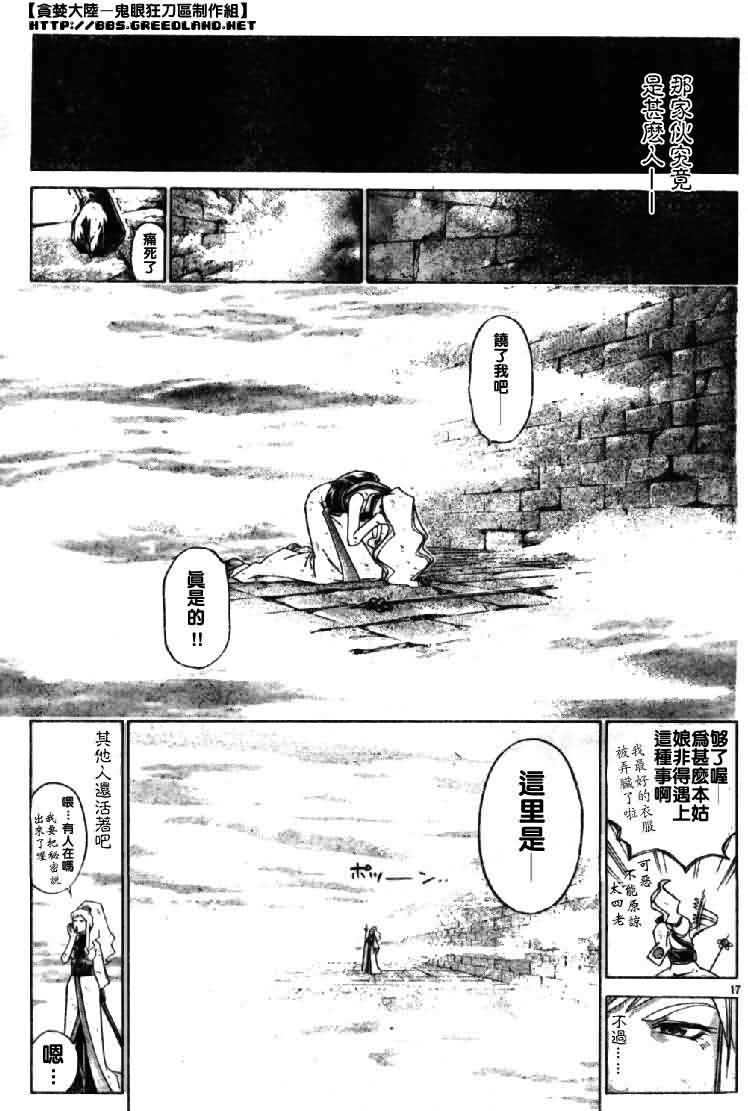 【貪婪大陸—鬼眼狂刀區制作組】
HTTP://BBS.GREEDLAND.NET
那家伙究竟
是甚麼人——
痛死了
饒了我吧——
真是的!!
够了喔—
為甚麼本姑
娘非得遇上
這種事啊
我最好的衣服
被弄臟了啦
可惡
不能原諒
太四老
17
不過……
這里是——
ポツーン…
其他人還活著吧
喂…有人在嗎
我要把秘密說
出來了喔
嗯…